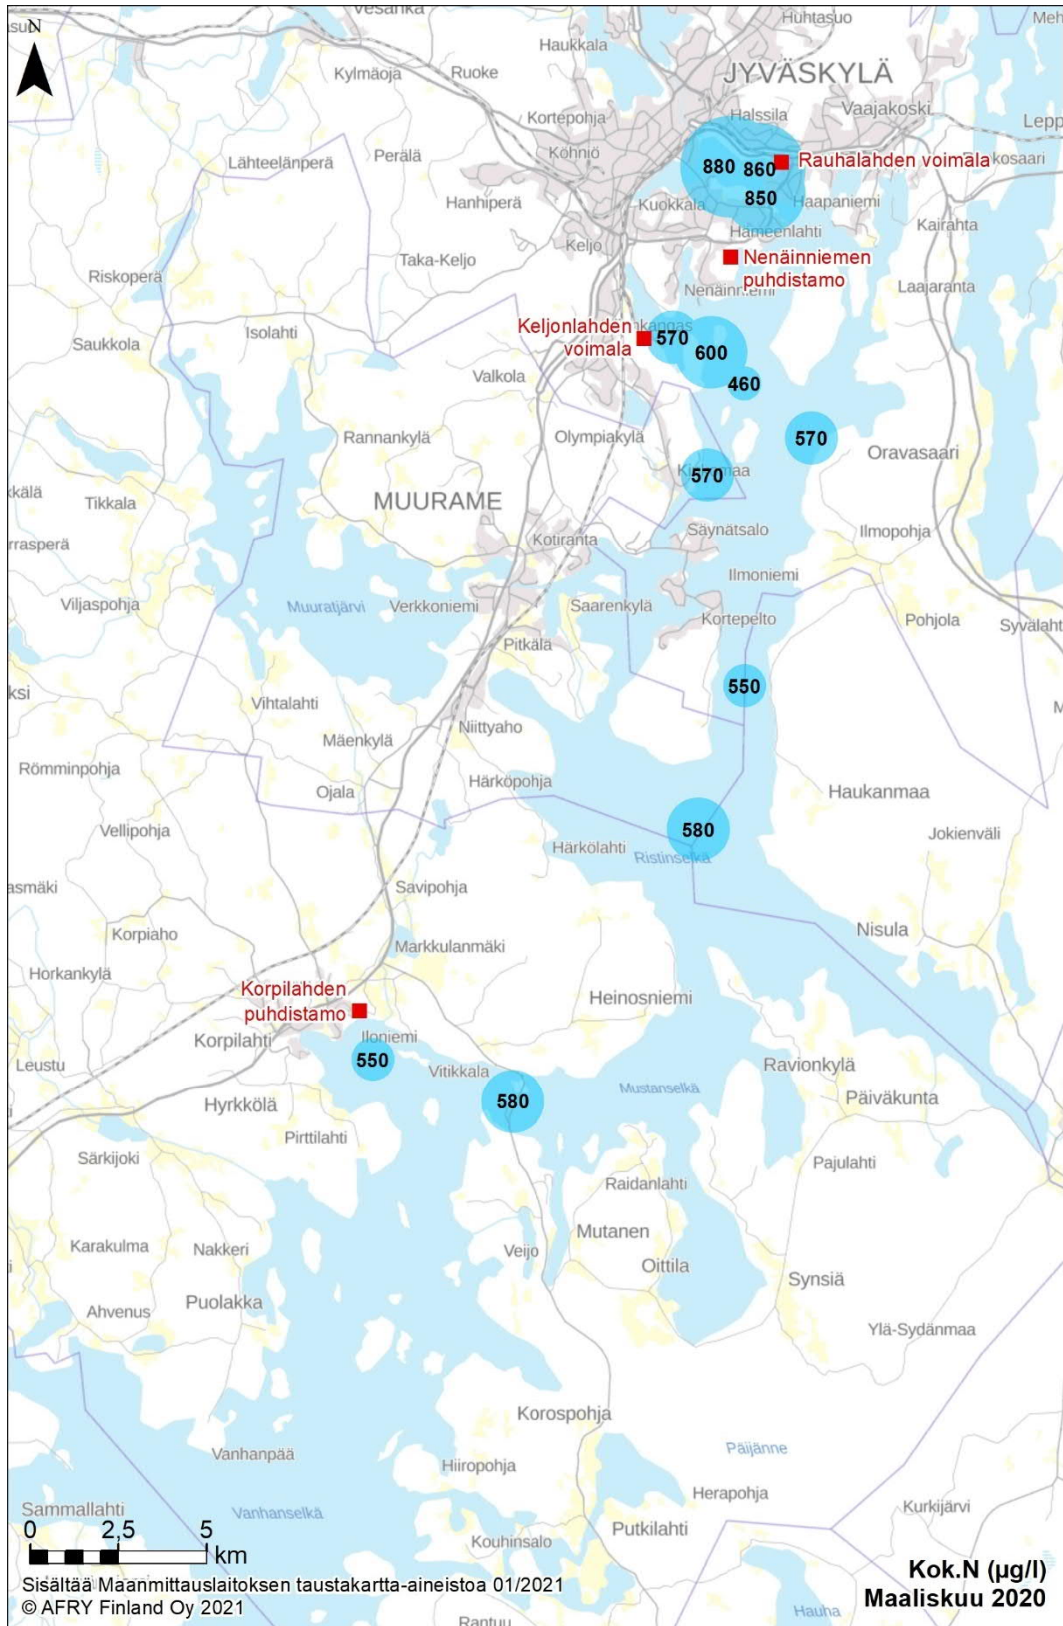 N
Vesanka
Huhtasuo
Haukkala
Kylmäoja
Ruoke
JYVÄSKYLÄ
Kortepohja
Halssila
Vaajakoski
Lähteelänperä
Perälä
Köhniö
880
860
Rauhalahden voimala
850
Hanhiperä
Kuokkala
Haapaniemi
Kairahta
Hämeenlahti
Keljo
Taka-Keljo
Nenäinniemen
puhdistamo
Riskoperä
Laajaranta
Nenäinniemi
Saukkola
Isolahti
Keljonlahden
voimala
570
600
Valkola
460
Rannankylä
Olympiakylä
570
Oravasaari
570
Tikkala
MUURAME
Säynätsalo
Ilmopohja
Kotiranta
Ilmoniemi
Viljaspohja
Muuratjärvi
Verkkoniemi
Saarenkylä
Kortepelto
Pohjola
Syvälaht
Pitkälä
550
Vihtalahti
Niittyaho
Mäenkylä
Römminpohja
Ojala
Härköpohja
Haukanmaa
Vellipohja
580
Jokienväli
Härkölahti
Ristinselkä
Savipohja
Korpiaho
Nisula
Markkulanmäki
Horkankylä
Korpilahden
puhdistamo
Heinosniemi
Korpilahti
Iloniemi
Leustu
550
Vitikkala
Ravionkylä
Mustanselkä
Päiväkunta
Hyrkkölä
580
Pirttilahti
Särkijoki
Pajulahti
Raidanlahti
Karakulma
Nakkeri
Veijo
Mutanen
Oittila
Synsiä
Ahvenus
Puolakka
Ylä-Sydänmaa
Korospohja
Vanhanpää
Hiiropohja
Päijänne
Sammallahti
Vanhanselkä
Herapohja
Kurkijärvi
Kouhinsalo
Putkilahti
0 2,5 5
km
Sisältää Maanmittauslaitoksen taustakartta-aineistoa 01/2021
© AFRY Finland Oy 2021
Kok.N (µg/l)
Maaliskuu 2020
Rantuu
Hauha